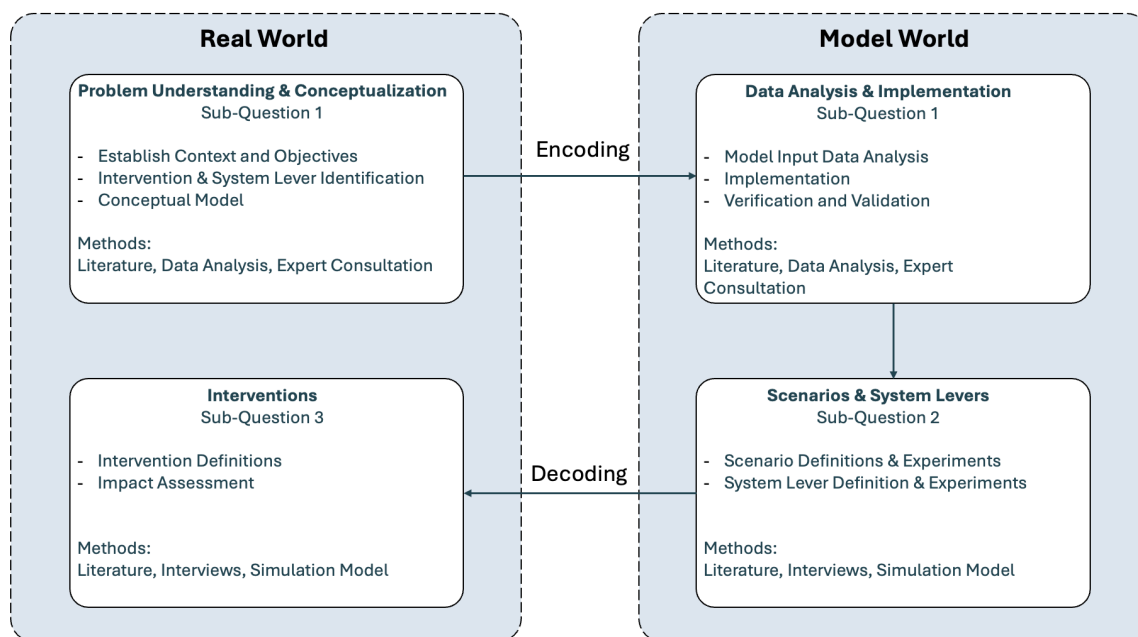 Real World
Problem Understanding & Conceptualization
Sub-Question 1
- Establish Context and Objectives
- Intervention & System Lever Identification
- Conceptual Model
Methods:
Literature, Data Analysis, Expert Consultation
Encoding
Model World
Data Analysis & Implementation
Sub-Question 1
- Model Input Data Analysis
- Implementation
- Verification and Validation
Methods:
Literature, Data Analysis, Expert
Consultation
Interventions
Sub-Question 3
- Intervention Definitions
- Impact Assessment
Methods:
Literature, Interviews, Simulation Model
Decoding
Scenarios & System Levers
Sub-Question 2
- Scenario Definitions & Experiments
- System Lever Definition & Experiments
Methods:
Literature, Interviews, Simulation Model